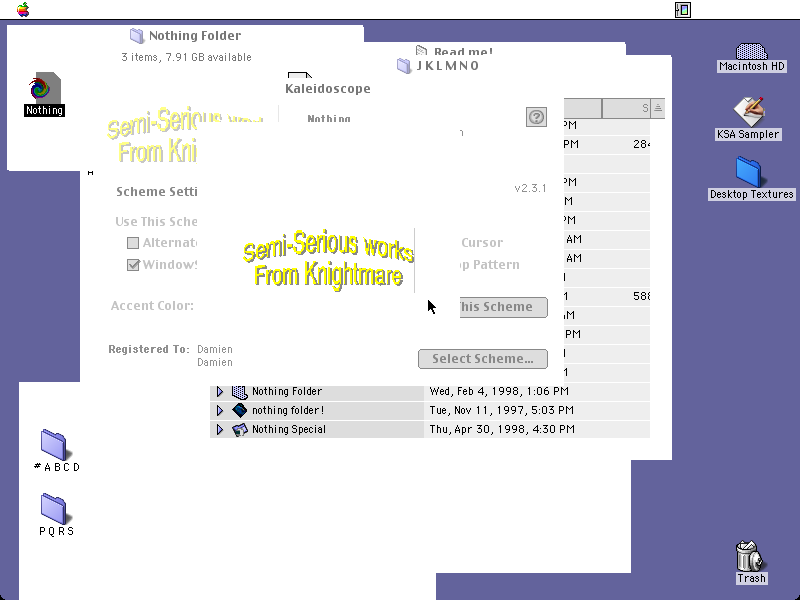 Nothing Folder
3 items, 7.91 GB available
Read me!
JKLMNO
Kaleidoscope
Nothing
Nothing
Macintosh HD
KSA Sampler
Desktop Textures
Semi-Serious
From Kni
Scheme Setti
v2.3.1
Use This Sche
Alternat
Cursor
Windows
op Pattern
Semi-Serious works
From Knightmare
Accent Color:
This Scheme
Registered To: Damien
Damien
Select Scheme...
S
PM
PM 284
PM
M
PM
AM
AM
1 588
AM
PM
1
Nothing Folder Wed, Feb 4, 1998, 1:06 PM
nothing folder! Tue, Nov 11, 1997, 5:03 PM
Nothing Special Thu, Apr 30, 1998, 4:30 PM
#ABCD
PQRS
Trash